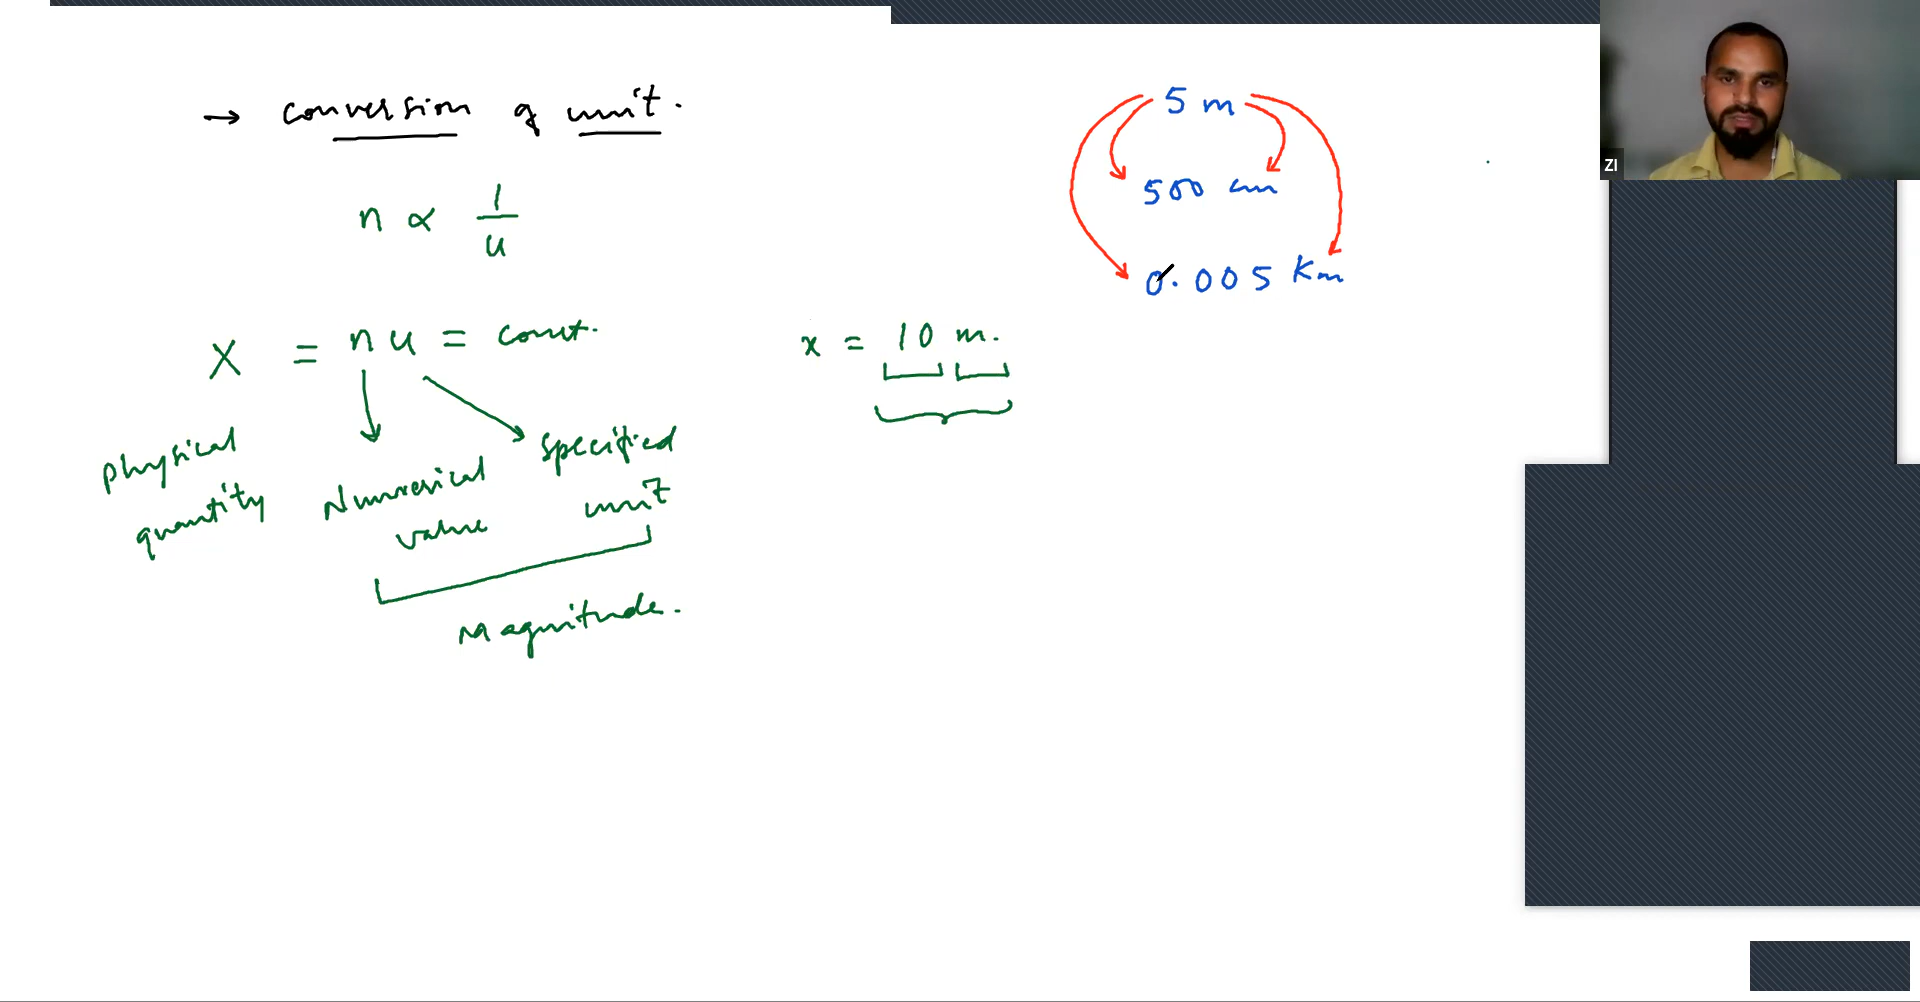 → conversion of unit.
n ∝ 1/u
X = n u = const.
physical quantity
Numerical value
specified unit
Magnitude.
5 m
500 cm
0.005 Km
x = 10 m.
ZI